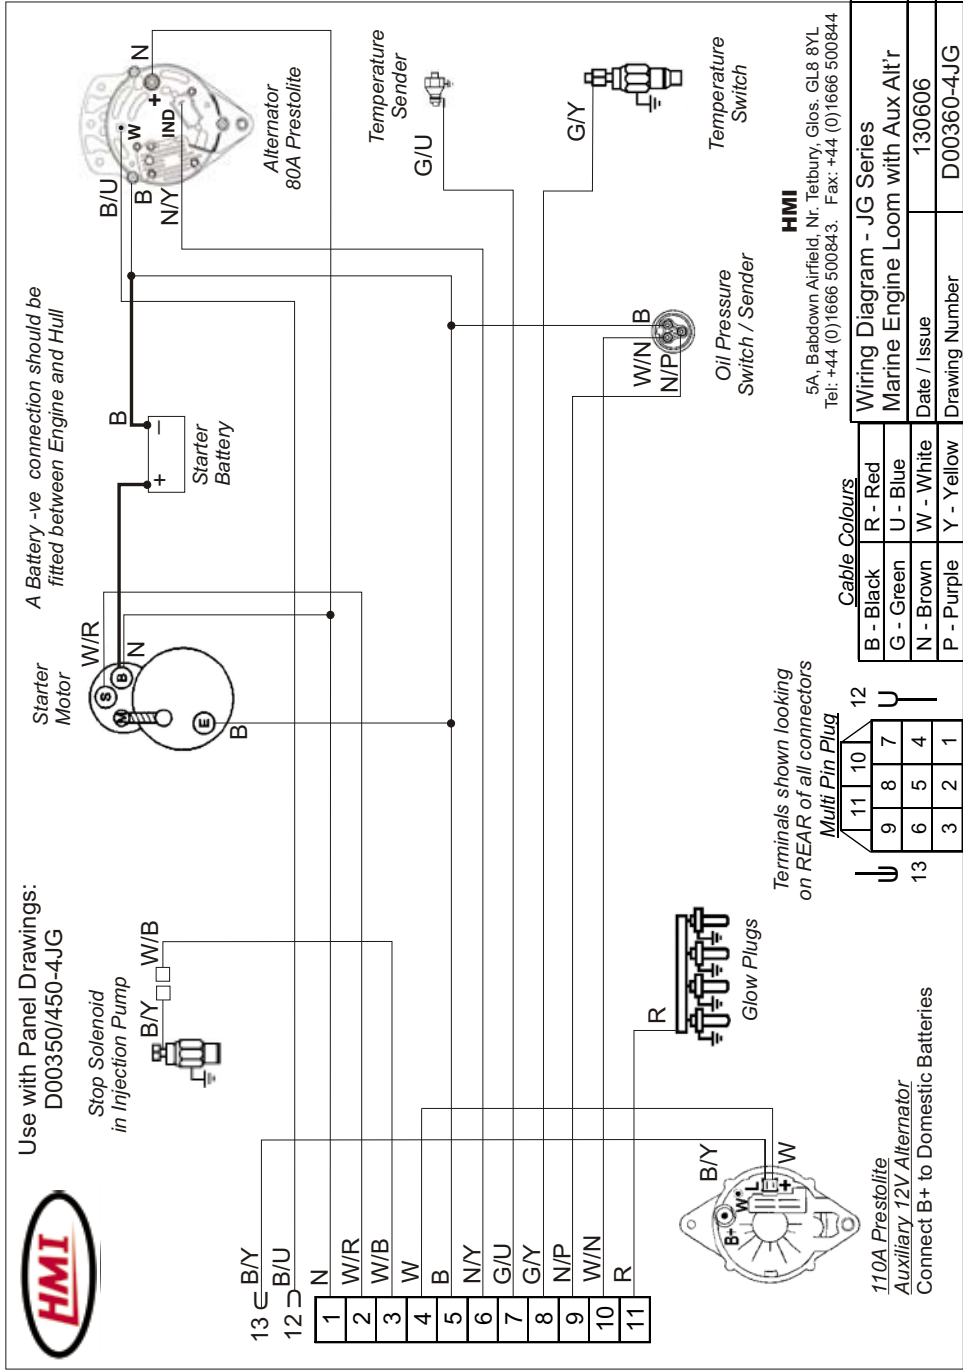 HMI
Use with Panel Drawings:
D00350/450-4JG
Stop Solenoid
in Injection Pump
B/Y
W/B
Starter
Motor
W/R
S
B
N
M
E
B
A Battery -ve connection should be
fitted between Engine and Hull
B
+
–
Starter
Battery
B/U
B
N/Y
N
W
+
IND
Alternator
80A Prestolite
Temperature
Sender
G/U
G/Y
Temperature
Switch
B
W/N
N/P
Oil Pressure
Switch / Sender
13 B/Y
12 B/U
N
1
W/R
2
W/B
3
W
4
B
5
N/Y
6
G/U
7
G/Y
8
N/P
9
W/N
10
R
11
R
Glow Plugs
B/Y
W
B+
W
L
+
110A Prestolite
Auxiliary 12V Alternator
Connect B+ to Domestic Batteries
Terminals shown looking
on REAR of all connectors
Multi Pin Plug
13
12
11 10
9 8 7
6 5 4
3 2 1
Cable Colours
B - Black R - Red
G - Green U - Blue
N - Brown W - White
P - Purple Y - Yellow
HMI
5A, Babdown Airfield, Nr. Tetbury, Glos. GL8 8YL
Tel: +44 (0)1666 500843. Fax: +44 (0)1666 500844
Wiring Diagram - JG Series
Marine Engine Loom with Aux Alt'r
Date / Issue 130606
Drawing Number D00360-4JG